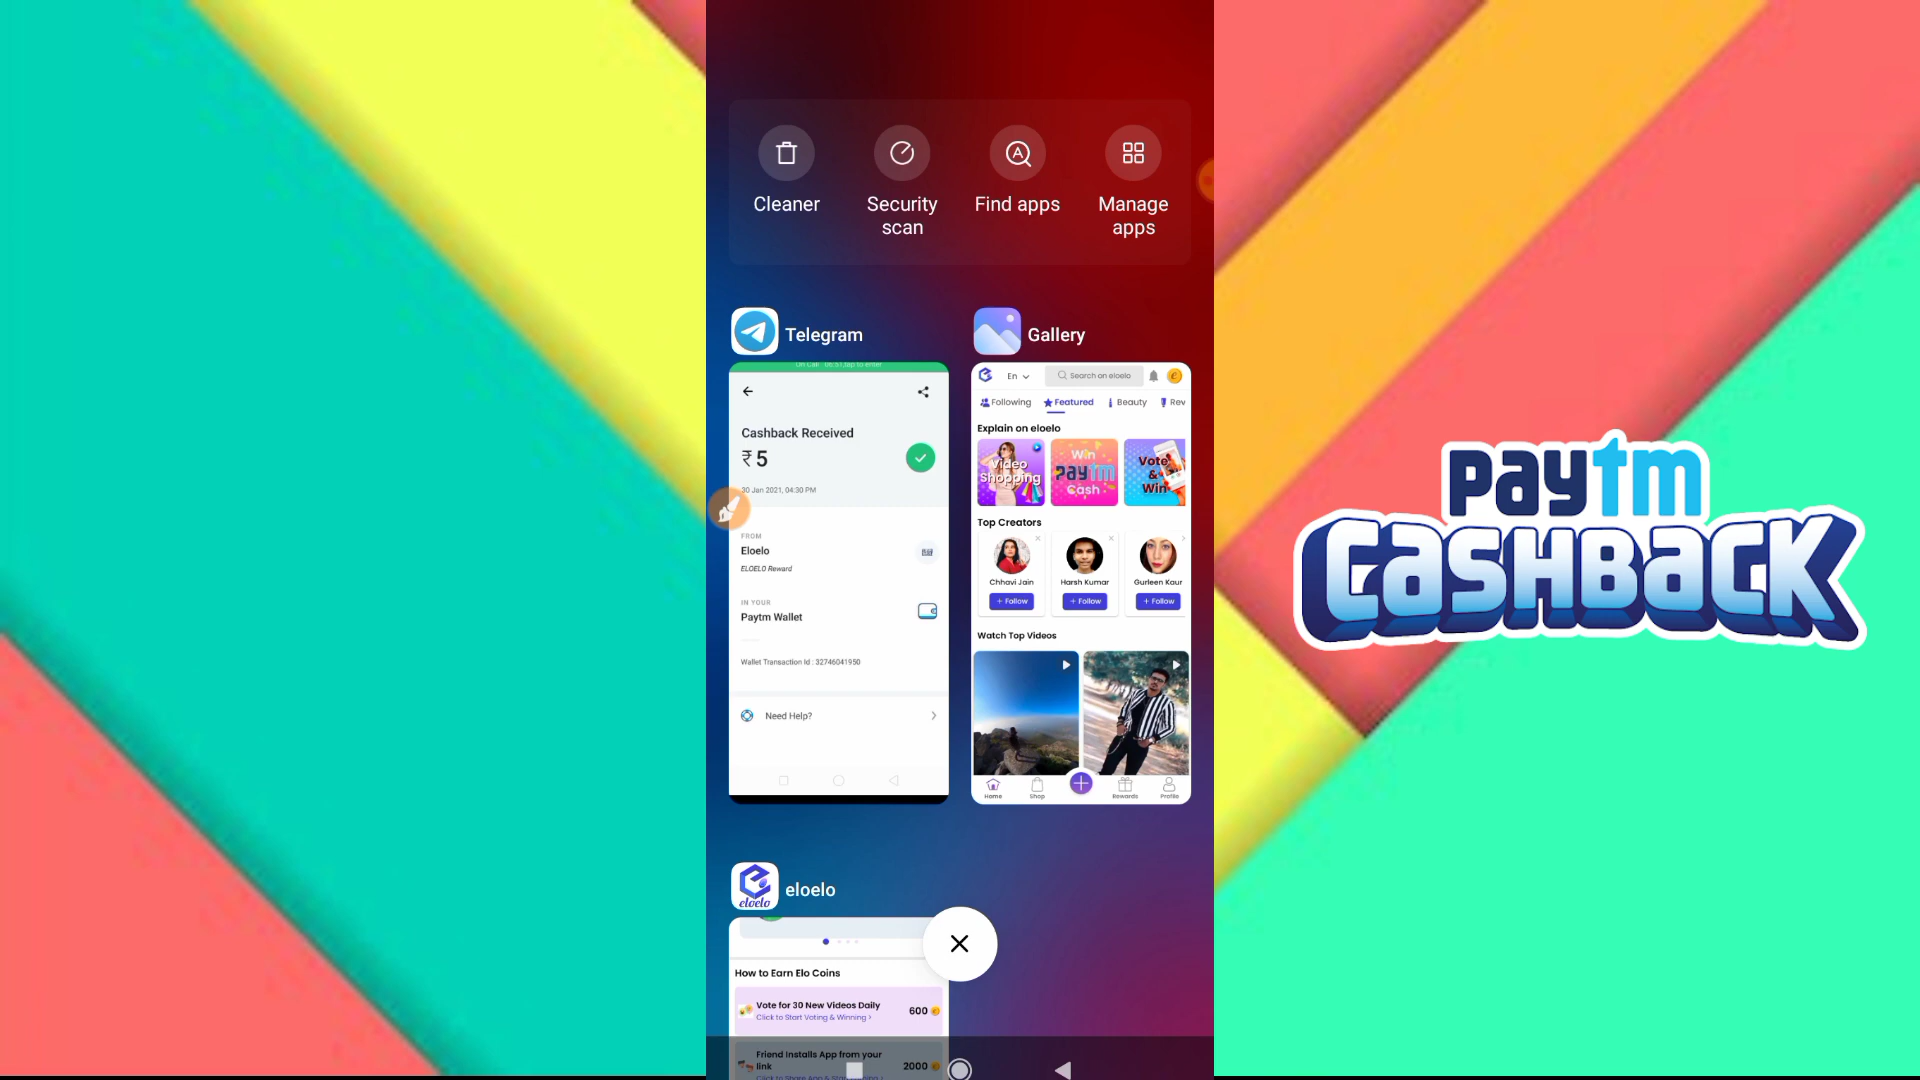 Cleaner
Security
scan
Find apps
Manage
apps
Telegram
Gallery
Cashback Received
₹5
30 Jan 2021, 04:30 PM
FROM
Eloelo
ELOELO Reward
IN YOUR
Paytm Wallet
Wallet Transaction Id : 32746041950
Need Help?
En
Search on eloelo
Following
Featured
Beauty
Rev
Explain on eloelo
Video
Shopping
Win
paytm
Cash
Vote
&
Win
Top Creators
Chhavi Jain
Harsh Kumar
Gurleen Kaur
+ Follow
+ Follow
+ Follow
Watch Top Videos
Home
Shop
Rewards
Profile
eloelo
eloelo
How to Earn Elo Coins
Vote for 30 New Videos Daily
600
Click to Start Voting & Winning >
Friend Installs App from your
link
2000
paytm
CASHBACK